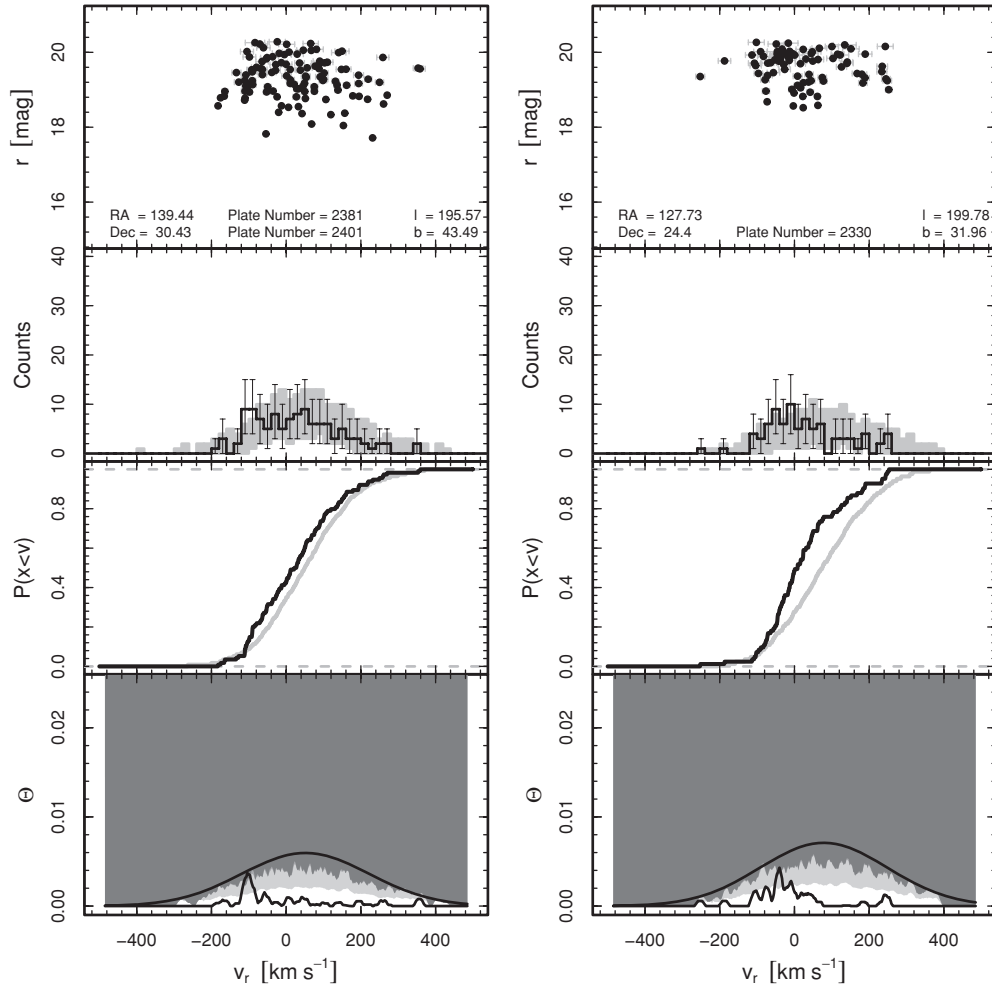 r [mag]
16 18 20
RA = 139.44 Plate Number = 2381 l = 195.57
Dec = 30.43 Plate Number = 2401 b = 43.49
r [mag]
16 18 20
RA = 127.73 l = 199.78
Dec = 24.4 Plate Number = 2330 b = 31.96
Counts
0 10 20 30 40
Counts
0 10 20 30 40
P(x<v)
0.0 0.4 0.8
P(x<v)
0.0 0.4 0.8
Θ
0.00 0.01 0.02
Θ
0.00 0.01 0.02
−400 −200 0 200 400
v_r [km s⁻¹]
−400 −200 0 200 400
v_r [km s⁻¹]